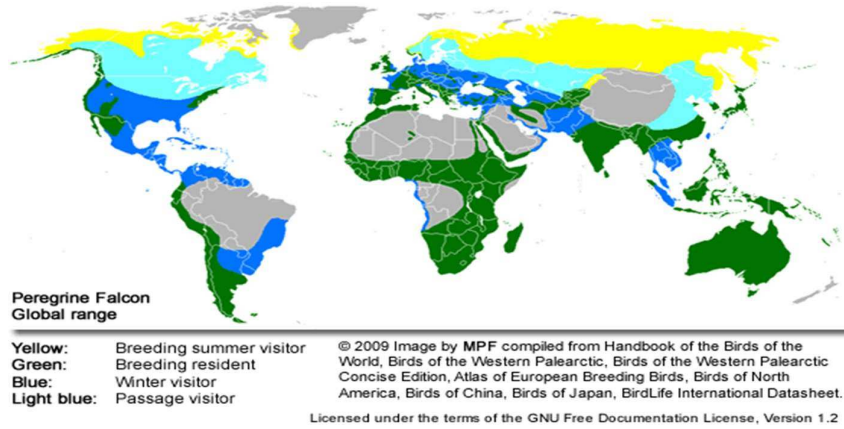 Peregrine Falcon
Global range
Yellow: Breeding summer visitor
Green: Breeding resident
Blue: Winter visitor
Light blue: Passage visitor
© 2009 Image by MPF compiled from Handbook of the Birds of the
World, Birds of the Western Palearctic, Birds of the Western Palearctic
Concise Edition, Atlas of European Breeding Birds, Birds of North
America, Birds of China, Birds of Japan, BirdLife International Datasheet.
Licensed under the terms of the GNU Free Documentation License, Version 1.2